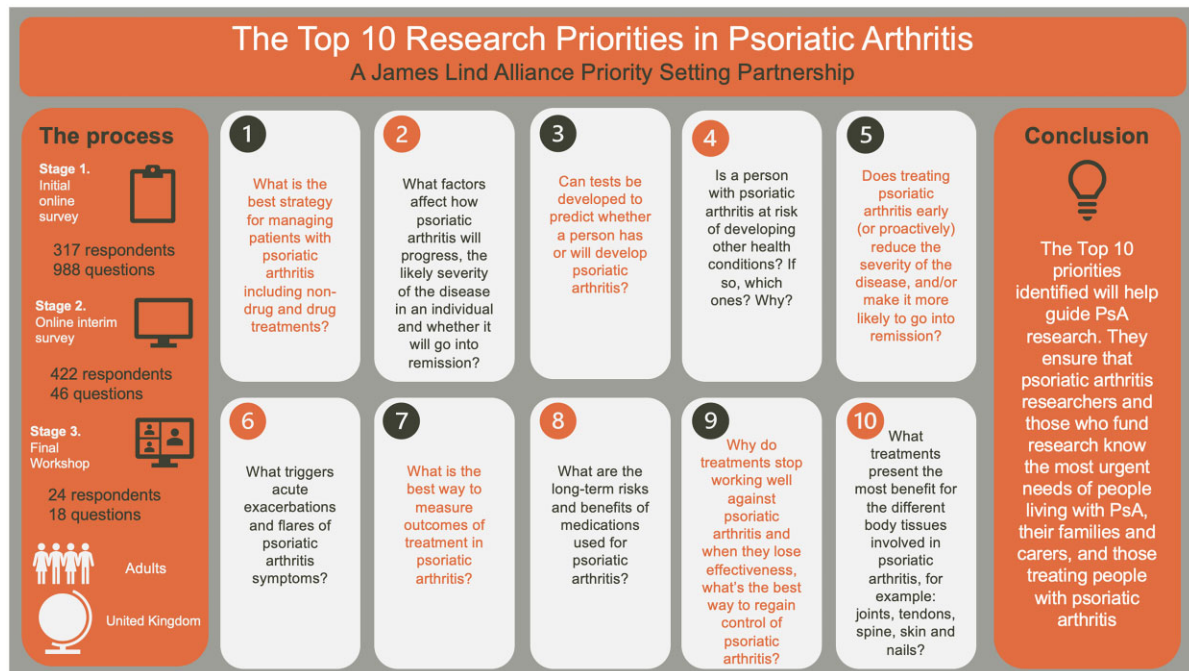 The Top 10 Research Priorities in Psoriatic Arthritis
A James Lind Alliance Priority Setting Partnership
The process
Stage 1.
Initial
online
survey
317 respondents
988 questions
Stage 2.
Online interim
survey
422 respondents
46 questions
Stage 3.
Final
Workshop
24 respondents
18 questions
Adults
United Kingdom
1
What is the
best strategy
for managing
patients with
psoriatic
arthritis
including non-
drug and drug
treatments?
2
What factors
affect how
psoriatic
arthritis will
progress, the
likely severity
of the disease
in an individual
and whether it
will go into
remission?
3
Can tests be
developed to
predict whether
a person has
or will develop
psoriatic
arthritis?
4
Is a person
with psoriatic
arthritis at risk
of developing
other health
conditions? If
so, which
ones? Why?
5
Does treating
psoriatic
arthritis early
(or proactively)
reduce the
severity of the
disease, and/or
make it more
likely to go into
remission?
6
What triggers
acute
exacerbations
and flares of
psoriatic
arthritis
symptoms?
7
What is the
best way to
measure
outcomes of
treatment in
psoriatic
arthritis?
8
What are the
long-term risks
and benefits of
medications
used for
psoriatic
arthritis?
9
Why do
treatments stop
working well
against
psoriatic
arthritis and
when they lose
effectiveness,
what's the best
way to regain
control of
psoriatic
arthritis?
10
What
treatments
present the
most benefit for
the different
body tissues
involved in
psoriatic
arthritis, for
example:
joints, tendons,
spine, skin and
nails?
Conclusion
The Top 10
priorities
identified will help
guide PsA
research. They
ensure that
psoriatic arthritis
researchers and
those who fund
research know
the most urgent
needs of people
living with PsA,
their families and
carers, and those
treating people
with psoriatic
arthritis